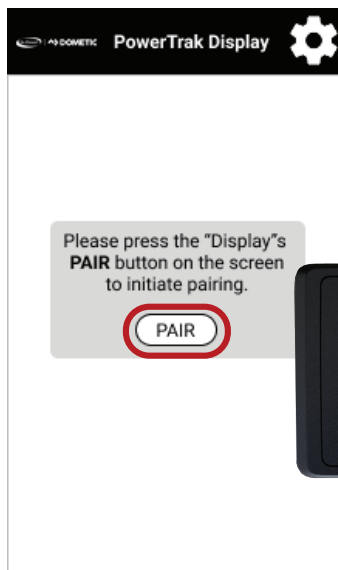 DOMETIC PowerTrak Display
Please press the "Display"s
PAIR button on the screen
to initiate pairing.
PAIR